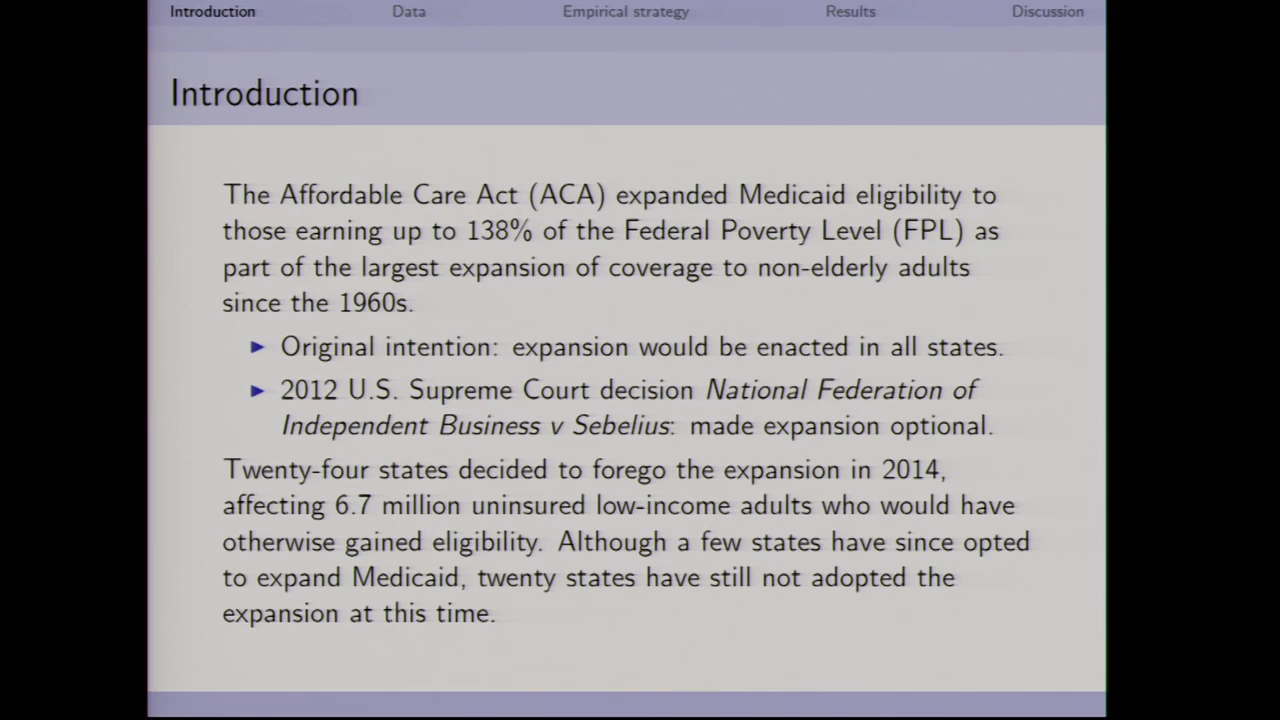 Introduction Data Empirical strategy Results Discussion
Introduction
The Affordable Care Act (ACA) expanded Medicaid eligibility to
those earning up to 138% of the Federal Poverty Level (FPL) as
part of the largest expansion of coverage to non-elderly adults
since the 1960s.
Original intention: expansion would be enacted in all states.
2012 U.S. Supreme Court decision National Federation of
Independent Business v Sebelius: made expansion optional.
Twenty-four states decided to forego the expansion in 2014,
affecting 6.7 million uninsured low-income adults who would have
otherwise gained eligibility. Although a few states have since opted
to expand Medicaid, twenty states have still not adopted the
expansion at this time.